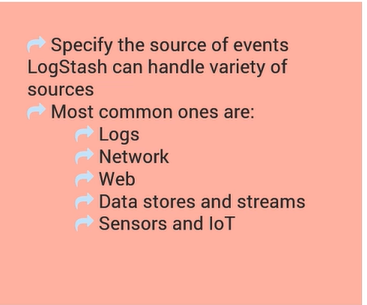 Specify the source of events
LogStash can handle variety of
sources
Most common ones are:
Logs
Network
Web
Data stores and streams
Sensors and IoT